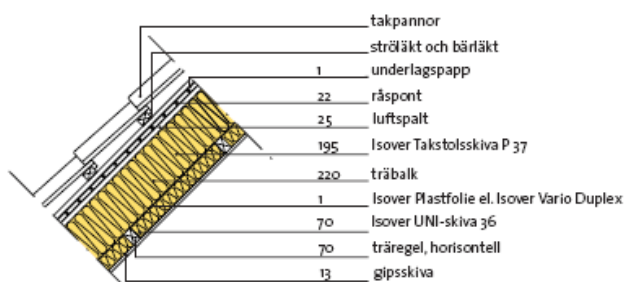 takpannor
ströläkt och bärläkt
1 underlagspapp
22 råspont
25 luftspalt
195 Isover Takstolsskiva P 37
220 träbalk
1 Isover Plastfolie el. Isover Vario Duplex
70 Isover UNI-skiva 36
70 träregel, horisontell
13 gipsskiva